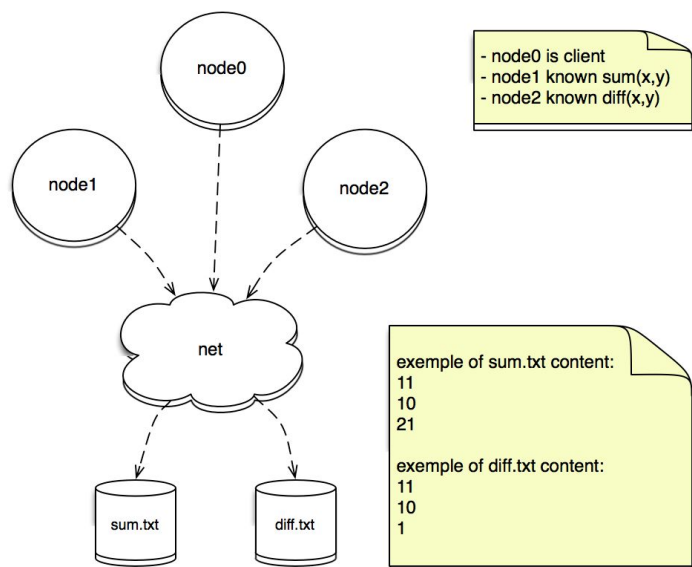 node0
- node0 is client
- node1 known sum(x,y)
- node2 known diff(x,y)
node1
node2
net
exemple of sum.txt content:
11
10
21
exemple of diff.txt content:
11
10
1
sum.txt
diff.txt